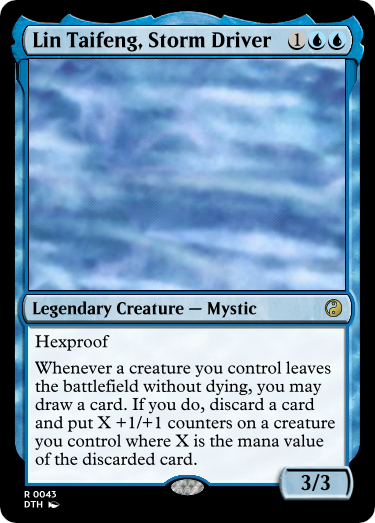 Lin Taifeng, Storm Driver 1
Legendary Creature — Mystic
Hexproof
Whenever a creature you control leaves
the battlefield without dying, you may
draw a card. If you do, discard a card
and put X +1/+1 counters on a creature
you control where X is the mana value
of the discarded card.
3/3
R 0043
DTH